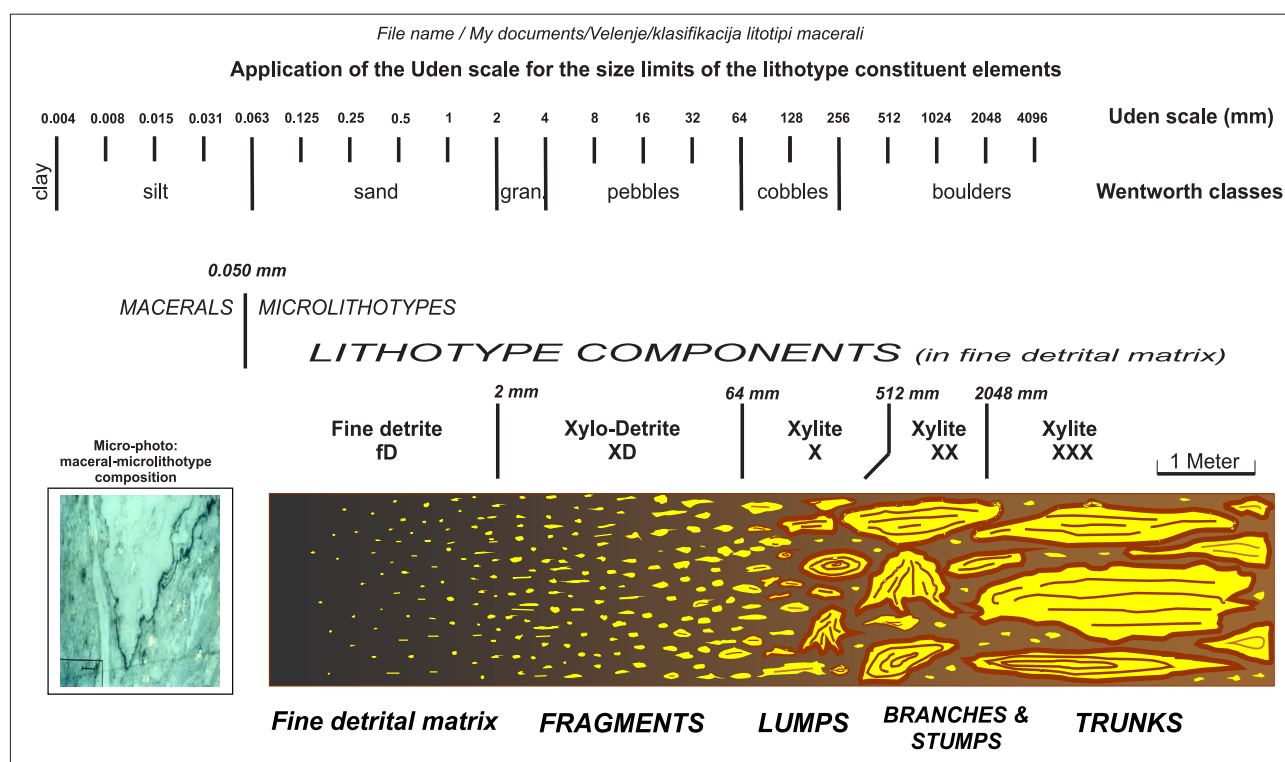 File name / My documents/Velenje/klasifikacija litotipi macerali
Application of the Uden scale for the size limits of the lithotype constituent elements
0.004 0.008 0.015 0.031 0.063 0.125 0.25 0.5 1 2 4 8 16 32 64 128 256 512 1024 2048 4096 Uden scale (mm)
clay silt sand gran. pebbles cobbles boulders Wentworth classes
0.050 mm
MACERALS MICROLITHOTYPES
LITHOTYPE COMPONENTS (in fine detrital matrix)
2 mm 64 mm 512 mm 2048 mm
Fine detrite Xylo-Detrite Xylite Xylite Xylite
fD XD X XX XXX
1 Meter
Micro-photo:
maceral-microlithotype
composition
Fine detrital matrix FRAGMENTS LUMPS BRANCHES & TRUNKS
STUMPS